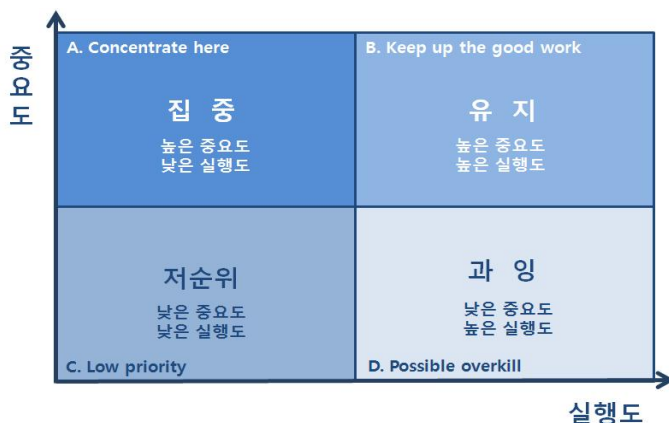 중요도
A. Concentrate here
집 중
높은 중요도
낮은 실행도
B. Keep up the good work
유 지
높은 중요도
높은 실행도
저순위
낮은 중요도
낮은 실행도
C. Low priority
과 잉
낮은 중요도
높은 실행도
D. Possible overkill
실행도